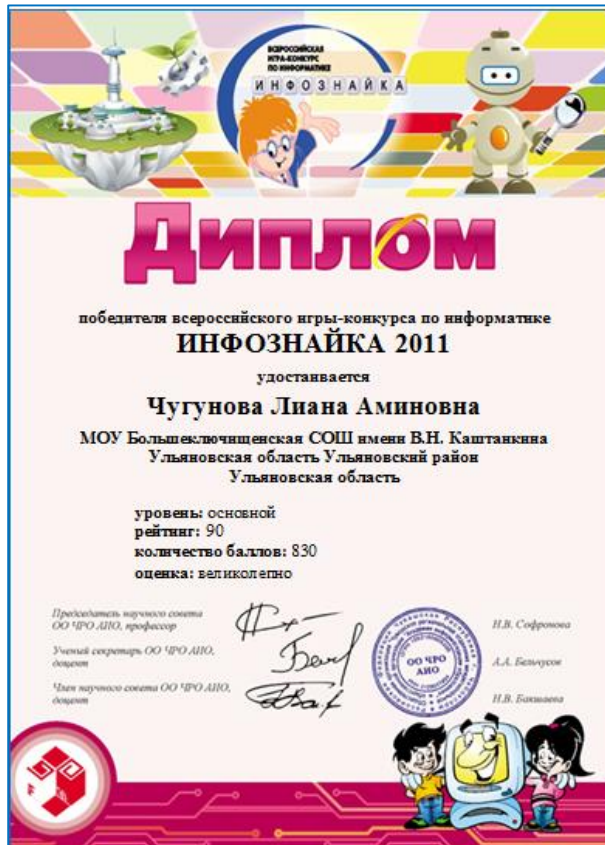 ВСЕРОССИЙСКАЯ
ИГРА-КОНКУРС
ПО ИНФОРМАТИКЕ
ИНФОЗНАЙКА
Диплом
победителя всероссийского игры-конкурса по информатике
ИНФОЗНАЙКА 2011
удостаивается
Чугунова Лиана Аминовна
МОУ Большеключищенская СОШ имени В.Н. Каштанкина
Ульяновская область Ульяновский район
Ульяновская область
уровень: основной
рейтинг: 90
количество баллов: 830
оценка: великолепно
Председатель научного совета
ОО ЧРО АИО, профессор
Н.В. Софронова
Ученый секретарь ОО ЧРО АИО,
доцент
А.А. Бельчусов
Член научного совета ОО ЧРО АИО,
доцент
Н.В. Бакшаева
ОО ЧРО
АИО